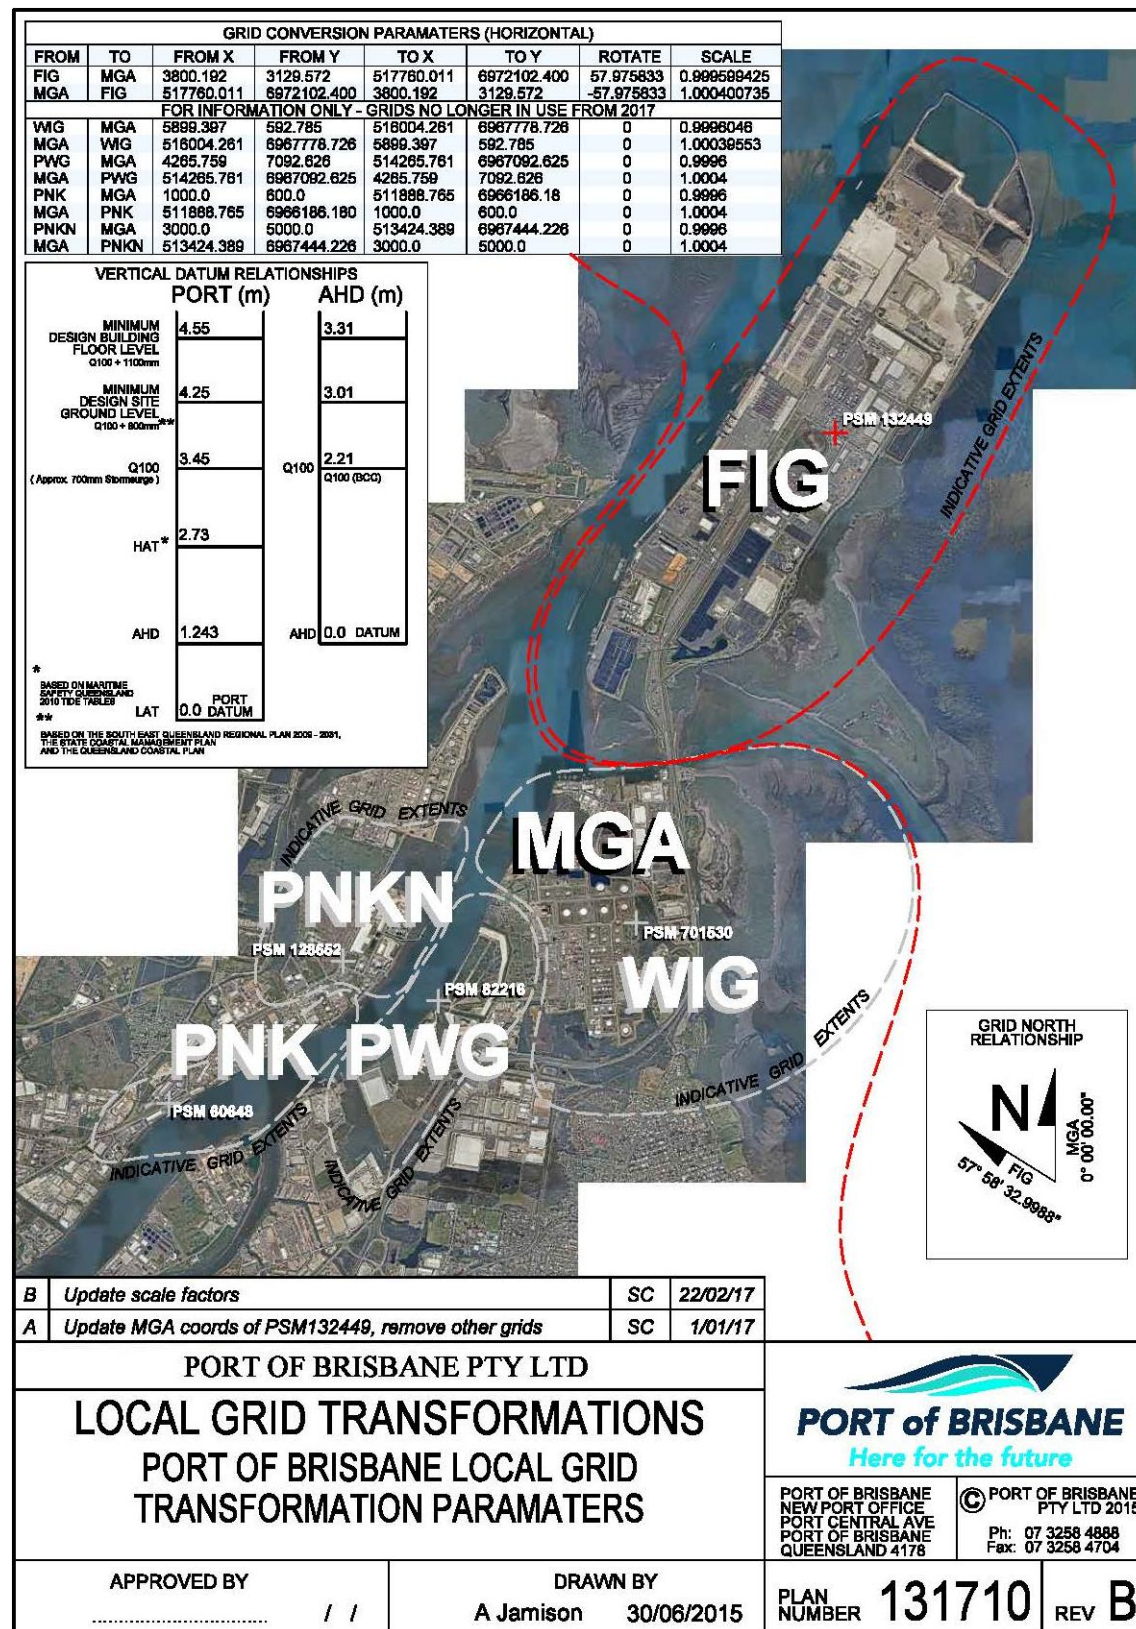 GRID CONVERSION PARAMATERS (HORIZONTAL)
FROM TO FROM X FROM Y TO X TO Y ROTATE SCALE
FIG MGA 3800.192 3129.572 517760.011 6972102.400 57.975833 0.999599425
MGA FIG 517760.011 6972102.400 3800.192 3129.572 -57.975833 1.000400735
FOR INFORMATION ONLY - GRIDS NO LONGER IN USE FROM 2017
WIG MGA 5899.397 592.785 516004.261 6967778.726 0 0.9996046
MGA WIG 516004.261 6967778.726 5899.397 592.785 0 1.00039553
PWG MGA 4265.759 7092.626 514265.761 6967092.625 0 0.9996
MGA PWG 514265.761 6967092.625 4265.759 7092.626 0 1.0004
PNK MGA 1000.0 600.0 511888.765 6966186.18 0 0.9996
MGA PNK 511888.765 6966186.180 1000.0 600.0 0 1.0004
PNKN MGA 3000.0 5000.0 513424.389 6967444.226 0 0.9996
MGA PNKN 513424.389 6967444.226 3000.0 5000.0 0 1.0004
VERTICAL DATUM RELATIONSHIPS
PORT (m) AHD (m)
MINIMUM DESIGN BUILDING FLOOR LEVEL
Q100 + 1100mm
4.55 3.31
MINIMUM DESIGN SITE GROUND LEVEL **
Q100 + 800mm
4.25 3.01
Q100
(Approx. 700mm Stormsurge)
3.45 Q100 2.21
Q100 (BCC)
HAT * 2.73
AHD 1.243 AHD 0.0 DATUM
LAT 0.0 PORT DATUM
*
BASED ON MARITIME
SAFETY QUEENSLAND
2010 TIDE TABLES
**
BASED ON THE SOUTH EAST QUEENSLAND REGIONAL PLAN 2009 - 2031,
THE STATE COASTAL MANAGEMENT PLAN
AND THE QUEENSLAND COASTAL PLAN
PSM 132449
FIG
INDICATIVE GRID EXTENTS
INDICATIVE GRID EXTENTS
MGA
PNKN
PSM 128652
PSM 701530
WIG
PSM 82216
PNK PWG
PSM 60648
INDICATIVE GRID EXTENTS
INDICATIVE GRID EXTENTS
INDICATIVE GRID EXTENTS
GRID NORTH
RELATIONSHIP
N
MGA
0° 00' 00.00"
FIG
57° 58' 32.9988"
B Update scale factors SC 22/02/17
A Update MGA coords of PSM132449, remove other grids SC 1/01/17
PORT OF BRISBANE PTY LTD
LOCAL GRID TRANSFORMATIONS
PORT OF BRISBANE LOCAL GRID
TRANSFORMATION PARAMATERS
PORT of BRISBANE
Here for the future
PORT OF BRISBANE
NEW PORT OFFICE
PORT CENTRAL AVE
PORT OF BRISBANE
QUEENSLAND 4178
© PORT OF BRISBANE
PTY LTD 2015
Ph: 07 3258 4888
Fax: 07 3258 4704
APPROVED BY
........................... / /
DRAWN BY
A Jamison 30/06/2015
PLAN NUMBER 131710 REV B